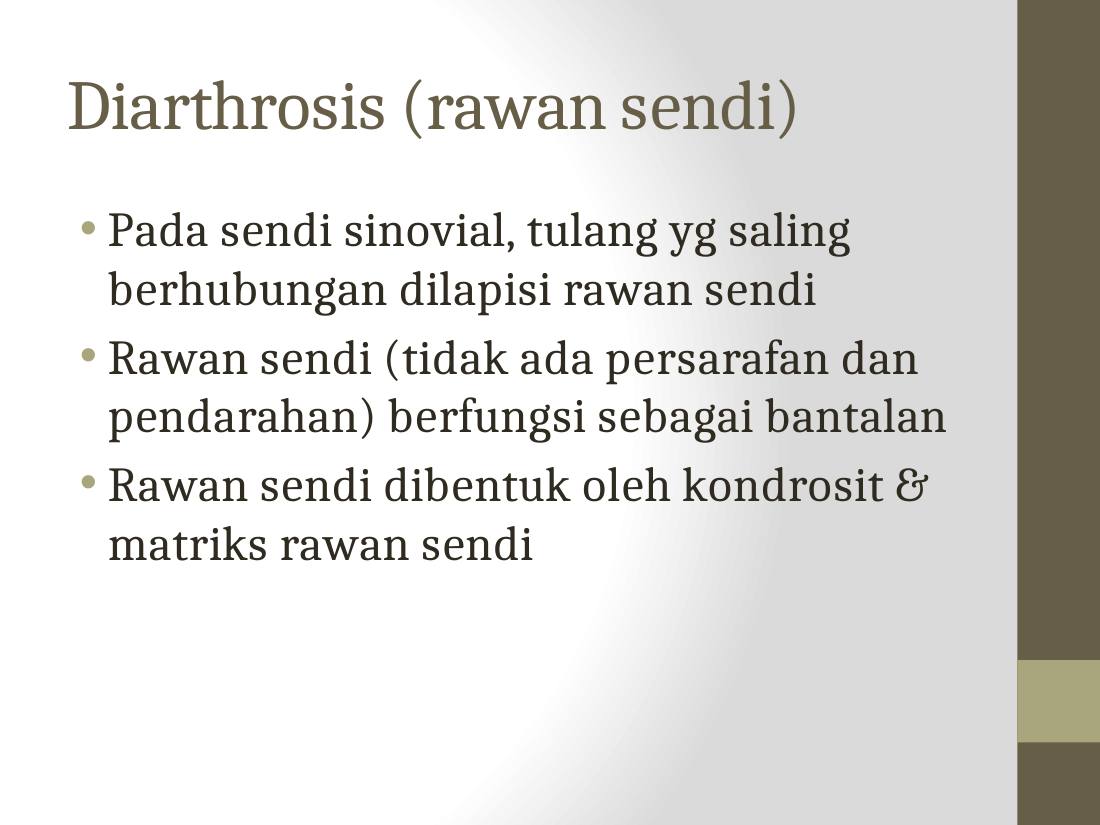 Diarthrosis (rawan sendi)
• Pada sendi sinovial, tulang yg saling
berhubungan dilapisi rawan sendi
• Rawan sendi (tidak ada persarafan dan
pendarahan) berfungsi sebagai bantalan
• Rawan sendi dibentuk oleh kondrosit &
matriks rawan sendi